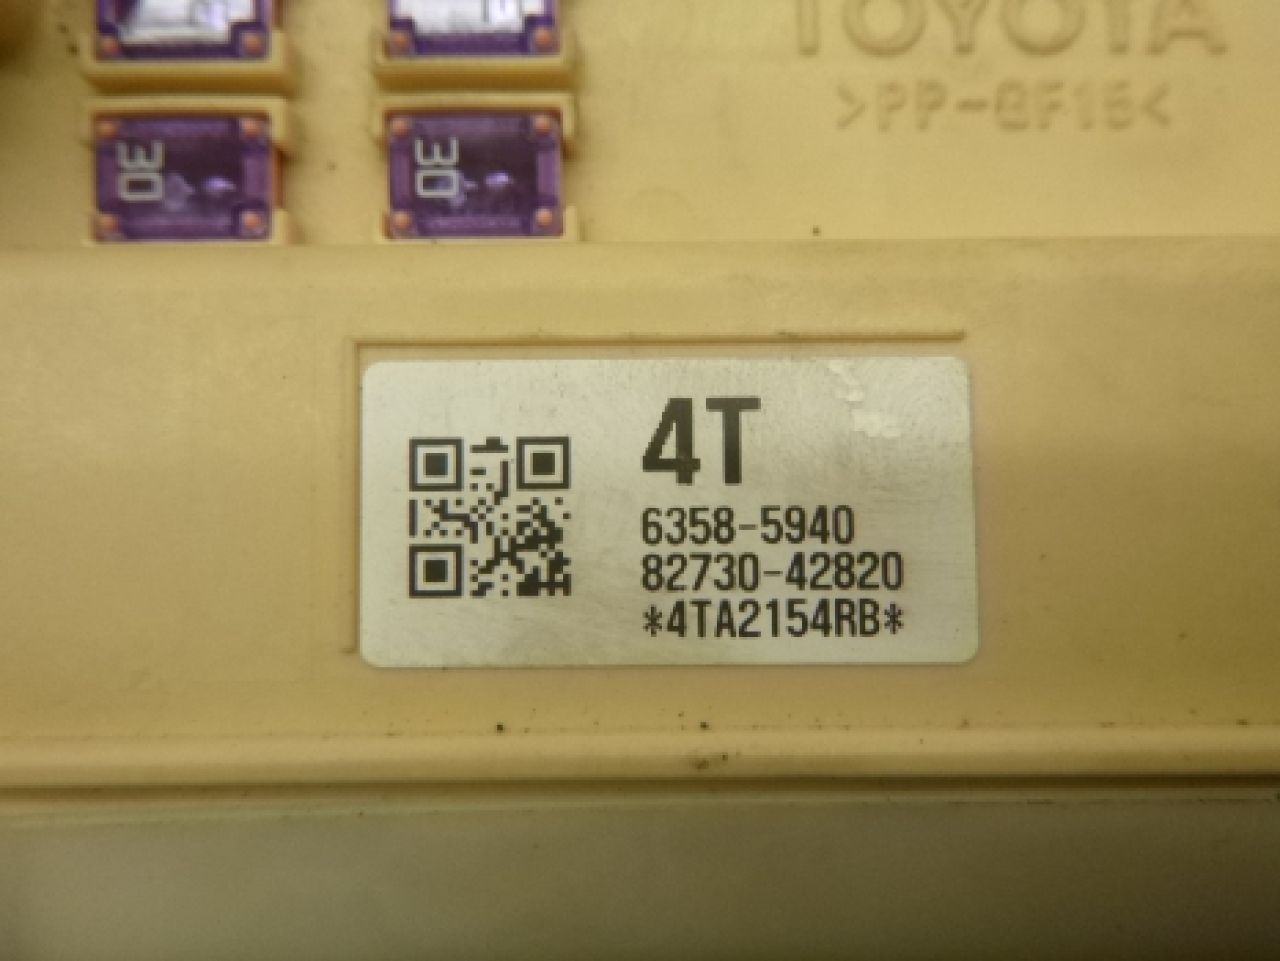 TOYOTA
>PP-GF15<
30
30
4T
6358-5940
82730-42820
*4TA2154RB*